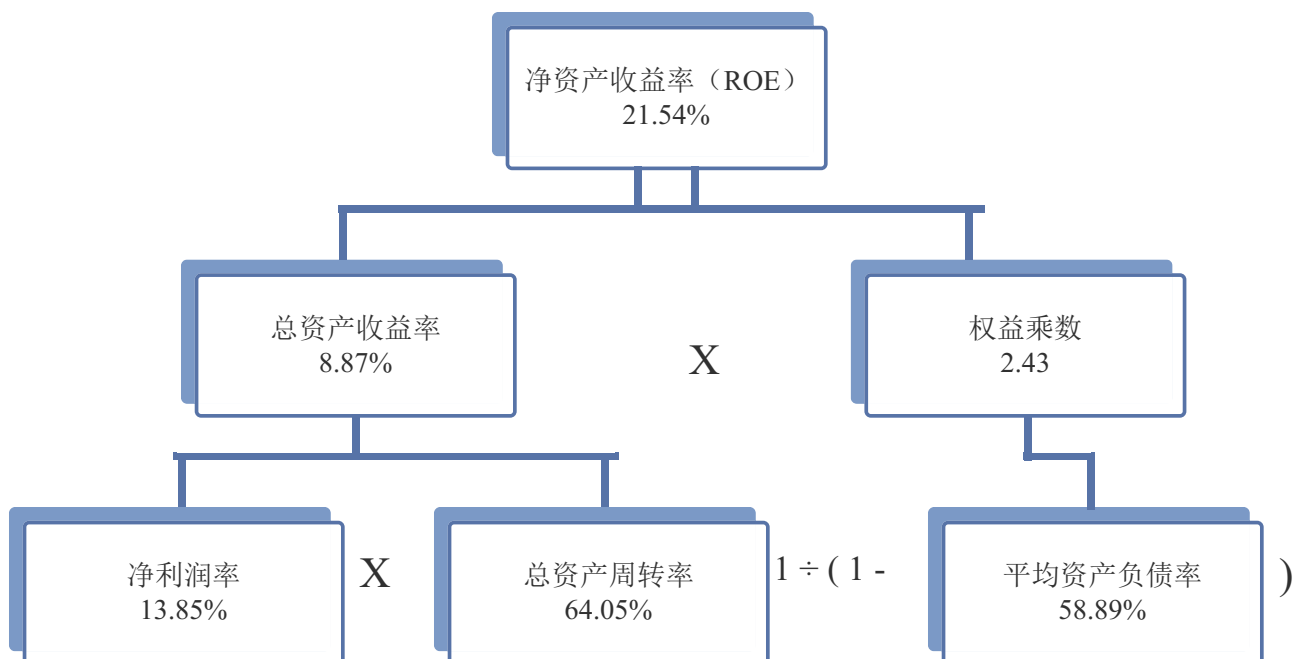 净资产收益率（ROE）
21.54%
总资产收益率
8.87%
X
权益乘数
2.43
净利润率
13.85%
X
总资产周转率
64.05%
1 ÷ ( 1 -
平均资产负债率
58.89%
)